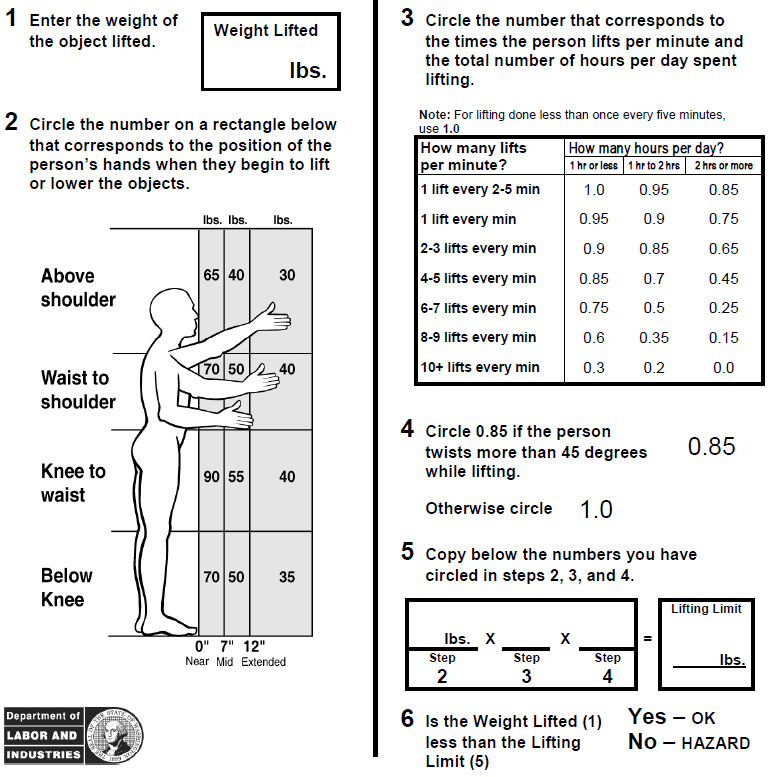 1 Enter the weight of
the object lifted.
Weight Lifted
lbs.
2 Circle the number on a rectangle below
that corresponds to the position of the
person's hands when they begin to lift
or lower the objects.
lbs. lbs. lbs.
Above
shoulder
65 40 30
Waist to
shoulder
70 50 40
Knee to
waist
90 55 40
Below
Knee
70 50 35
0" 7" 12"
Near Mid Extended
Department of
LABOR AND
INDUSTRIES
3 Circle the number that corresponds to
the times the person lifts per minute and
the total number of hours per day spent
lifting.
Note: For lifting done less than once every five minutes,
use 1.0
How many lifts
per minute?
How many hours per day?
1 hr or less 1 hr to 2 hrs 2 hrs or more
1 lift every 2-5 min 1.0 0.95 0.85
1 lift every min 0.95 0.9 0.75
2-3 lifts every min 0.9 0.85 0.65
4-5 lifts every min 0.85 0.7 0.45
6-7 lifts every min 0.75 0.5 0.25
8-9 lifts every min 0.6 0.35 0.15
10+ lifts every min 0.3 0.2 0.0
4 Circle 0.85 if the person
twists more than 45 degrees
while lifting.
0.85
Otherwise circle 1.0
5 Copy below the numbers you have
circled in steps 2, 3, and 4.
Lifting Limit
lbs. X X = lbs.
Step Step Step
2 3 4
6 Is the Weight Lifted (1)
less than the Lifting
Limit (5)
Yes – OK
No – HAZARD